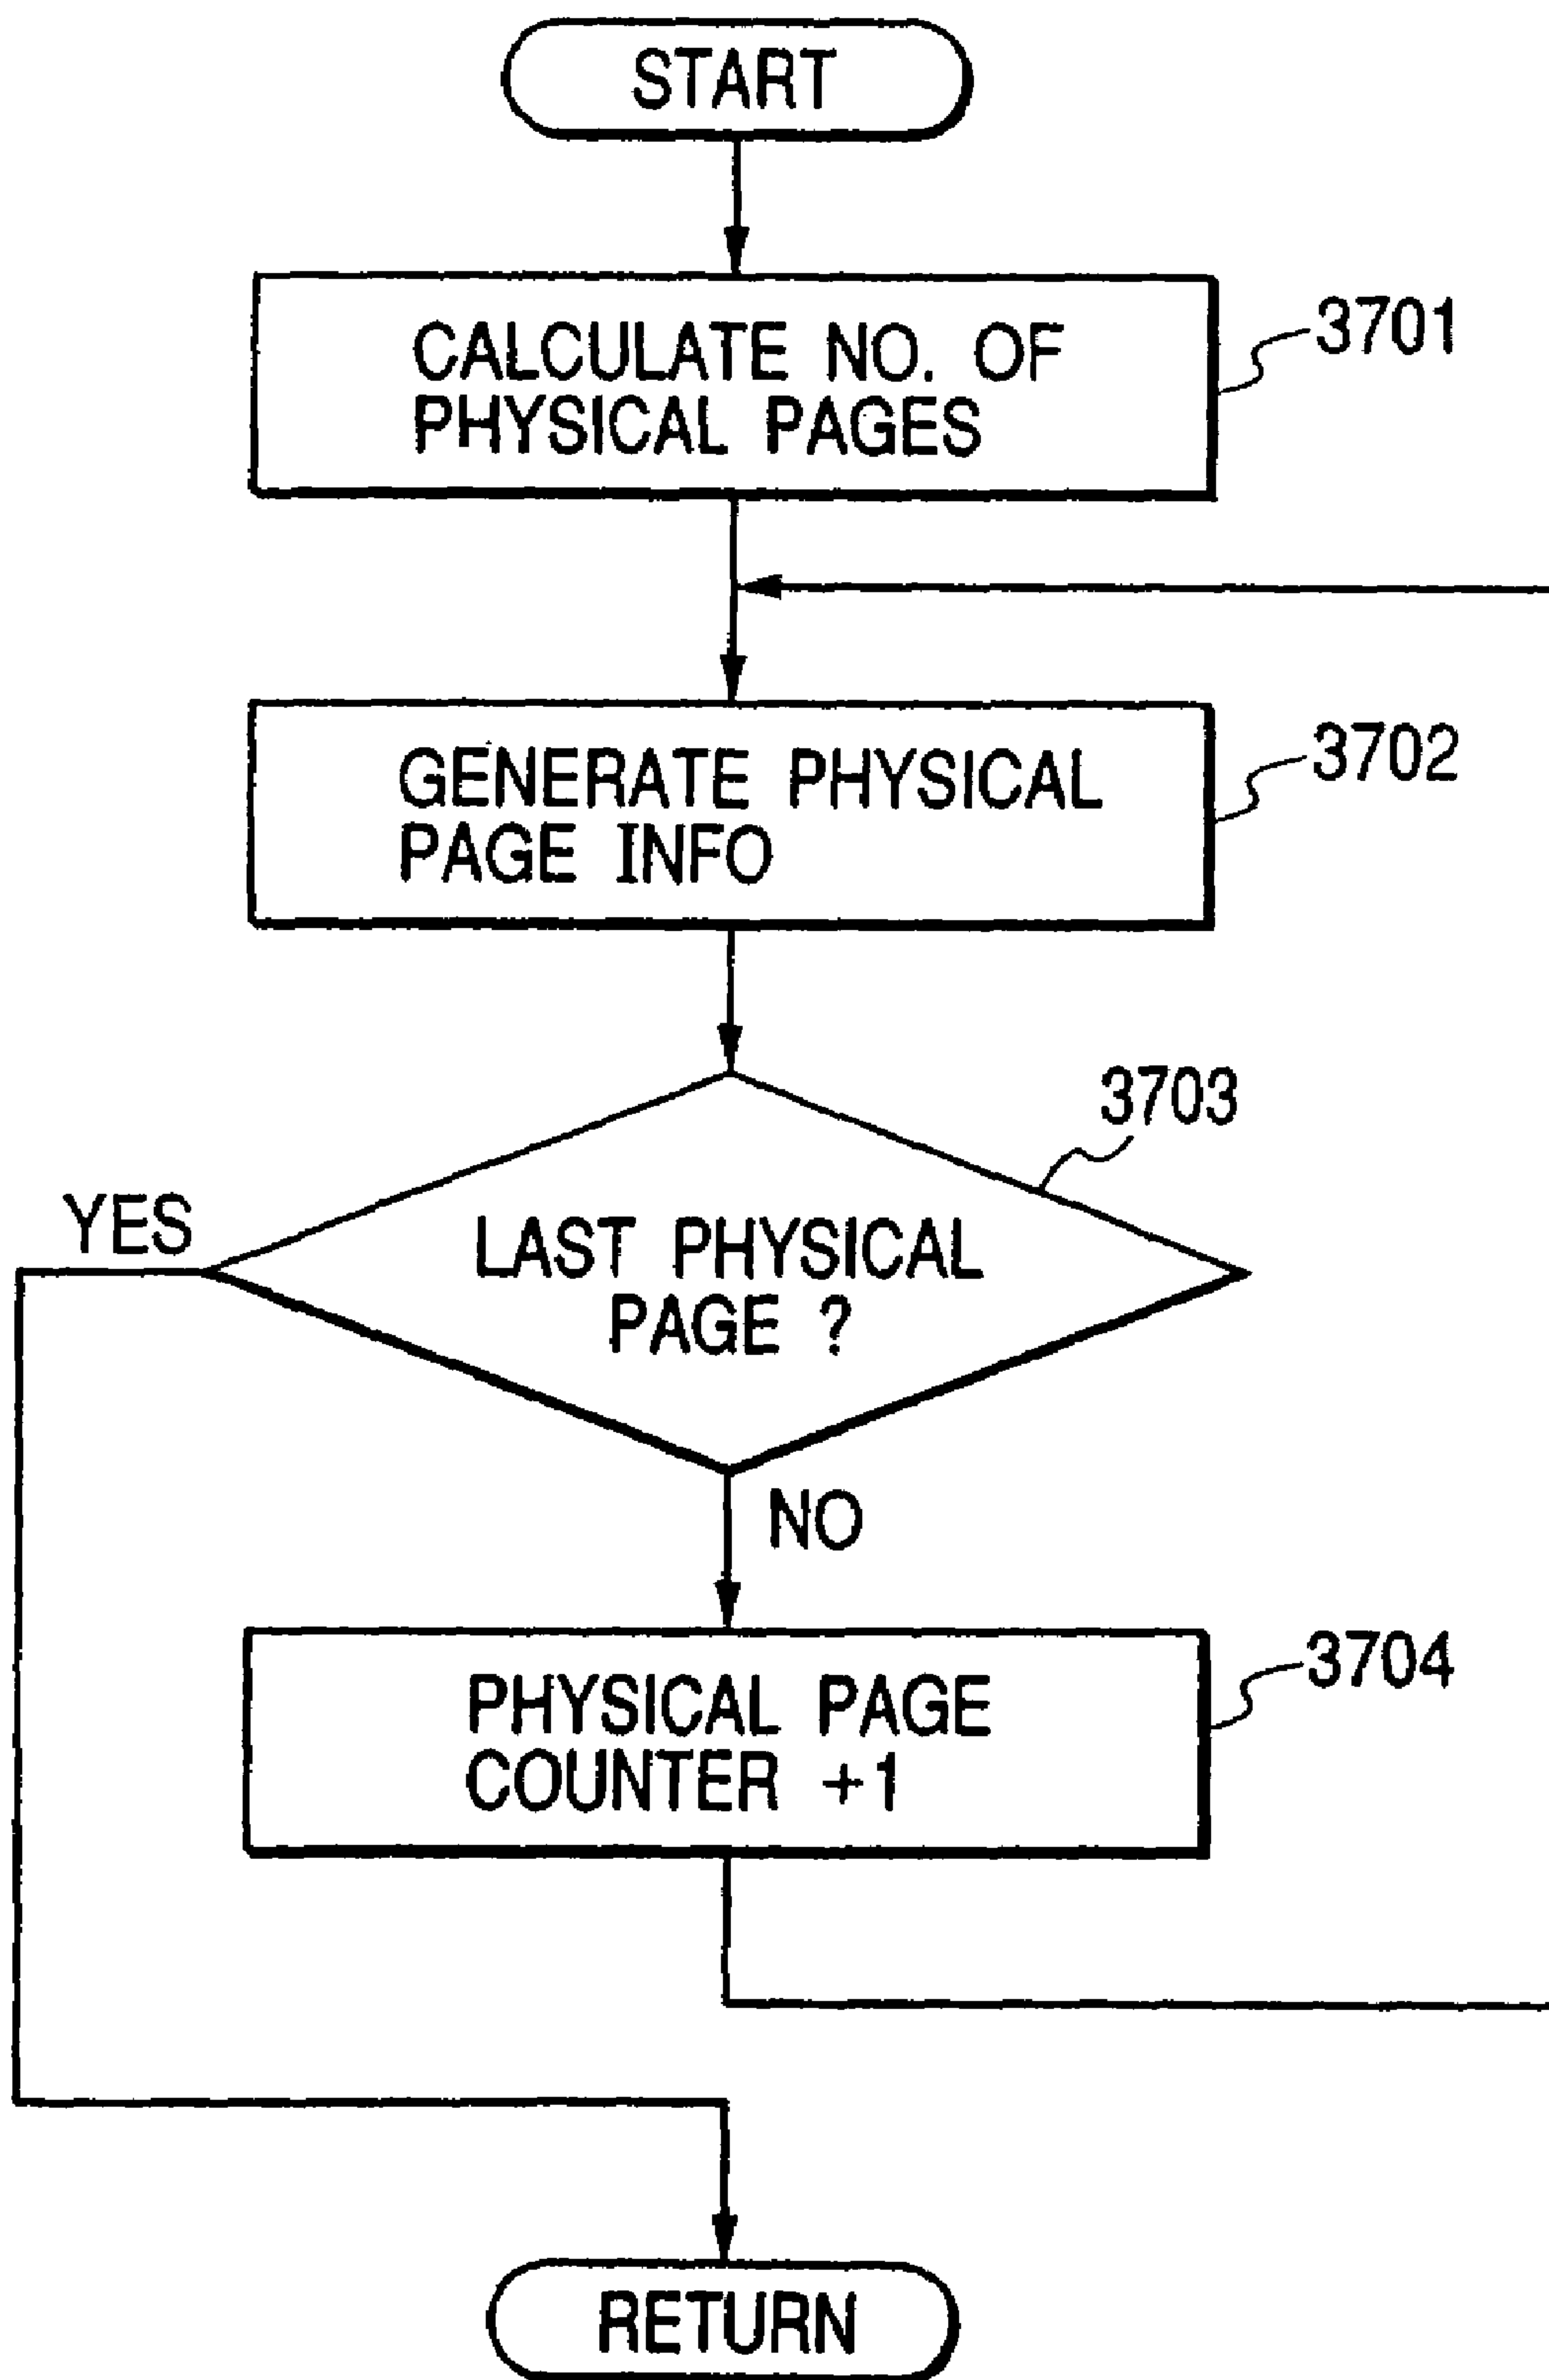 START
CALCULATE NO. OF
PHYSICAL PAGES
3701
GENERATE PHYSICAL
PAGE INFO
3702
3703
YES
LAST PHYSICAL
PAGE ?
NO
PHYSICAL PAGE
COUNTER +1
3704
RETURN